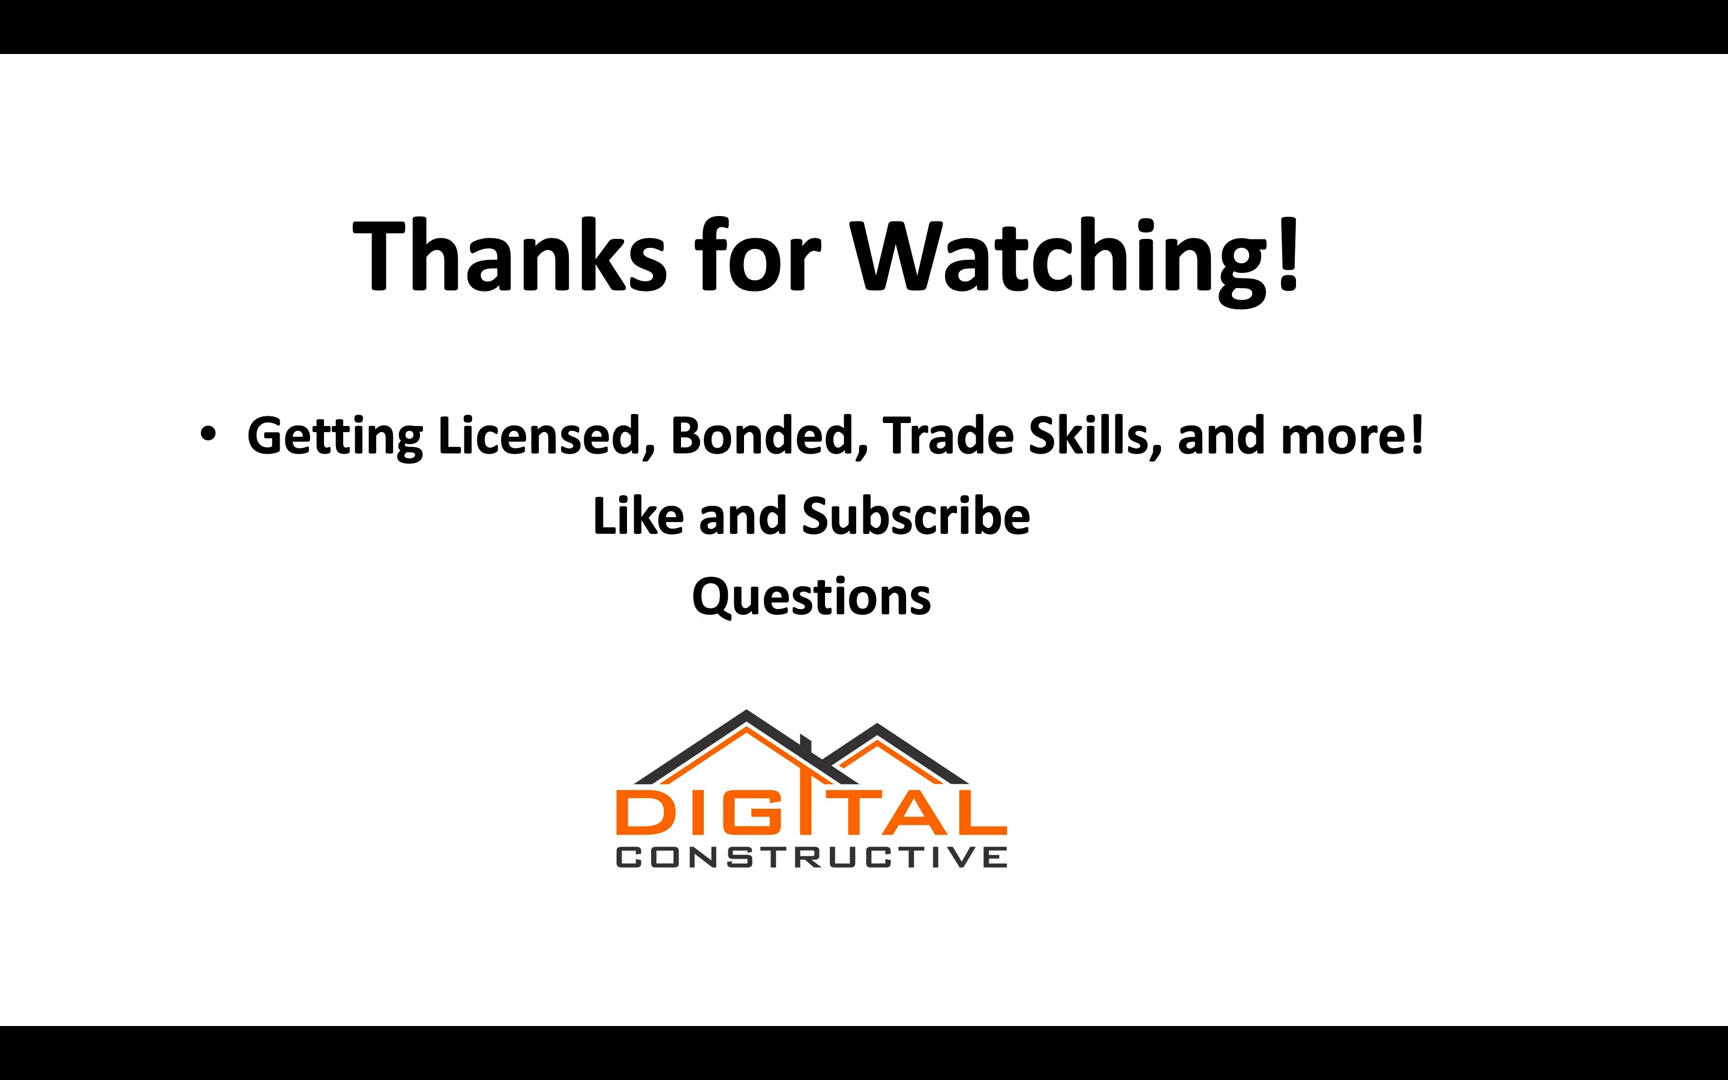 Thanks for Watching!
• Getting Licensed, Bonded, Trade Skills, and more!
Like and Subscribe
Questions
DIGITAL
CONSTRUCTIVE